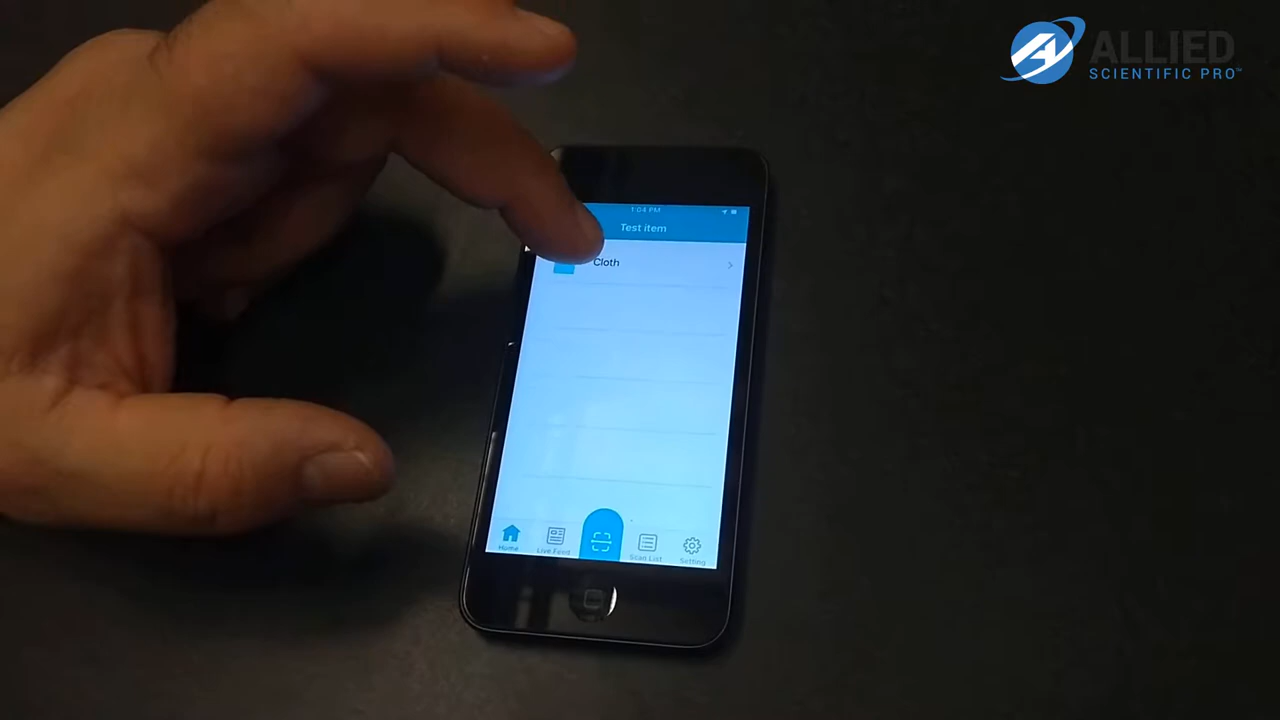 ALLIED
SCIENTIFIC PRO™
1:04 PM
Test item
Cloth
Home
Live Feed
Scan List
Setting